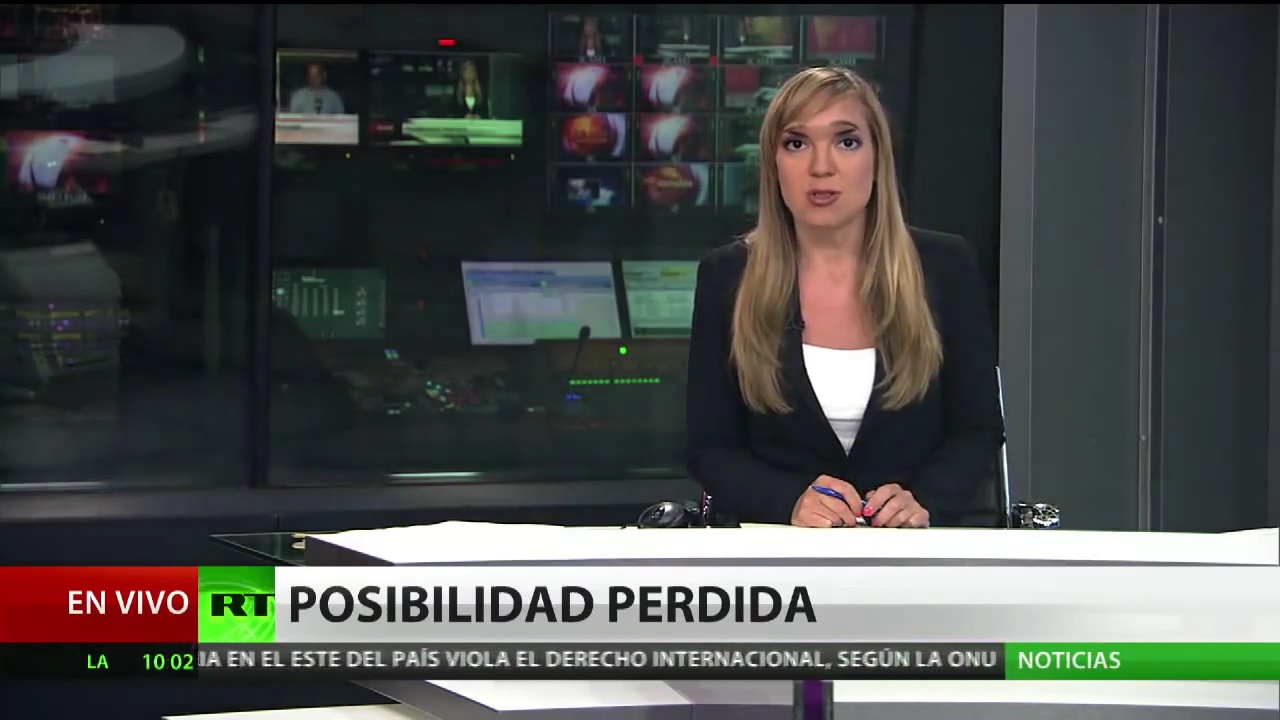 EN VIVO RT POSIBILIDAD PERDIDA
LA 10 02 IA EN EL ESTE DEL PAÍS VIOLA EL DERECHO INTERNACIONAL, SEGÚN LA ONU NOTICIAS